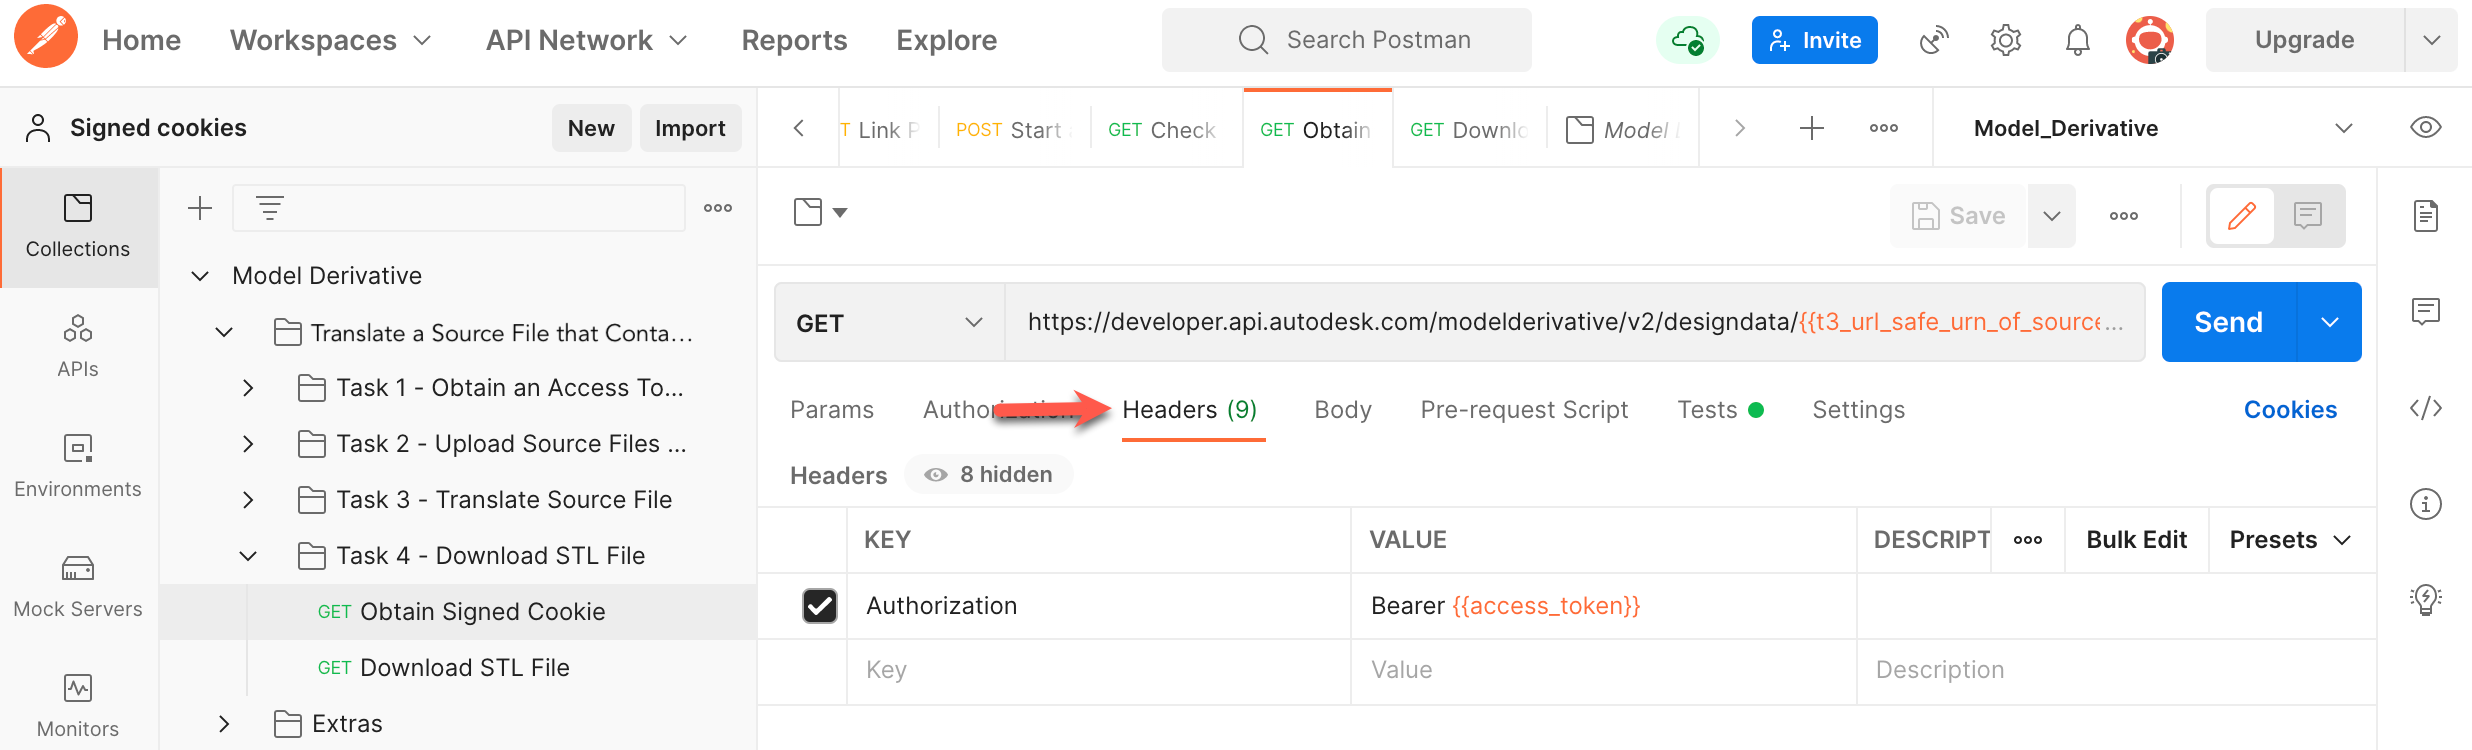 Home Workspaces API Network Reports Explore Search Postman Invite Upgrade
Signed cookies New Import
T Link P POST Start GET Check GET Obtain GET Downlo Model Model_Derivative
Collections
Save
Model Derivative
GET https://developer.api.autodesk.com/modelderivative/v2/designdata/{{t3_url_safe_urn_of_source... Send
Translate a Source File that Conta...
APIs
Task 1 - Obtain an Access To...
Params Authorization Headers (9) Body Pre-request Script Tests Settings Cookies
Task 2 - Upload Source Files ...
Headers 8 hidden
Environments
Task 3 - Translate Source File
KEY VALUE DESCRIPT Bulk Edit Presets
Task 4 - Download STL File
Mock Servers
GET Obtain Signed Cookie
Authorization Bearer {{access_token}}
GET Download STL File
Key Value Description
Monitors
Extras